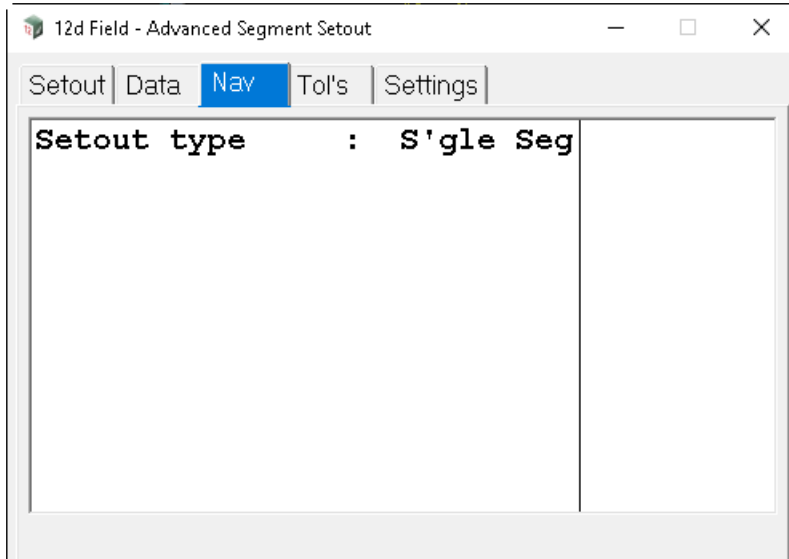 12d Field - Advanced Segment Setout
Setout Data Nav Tol's Settings
Setout type : S'gle Seg